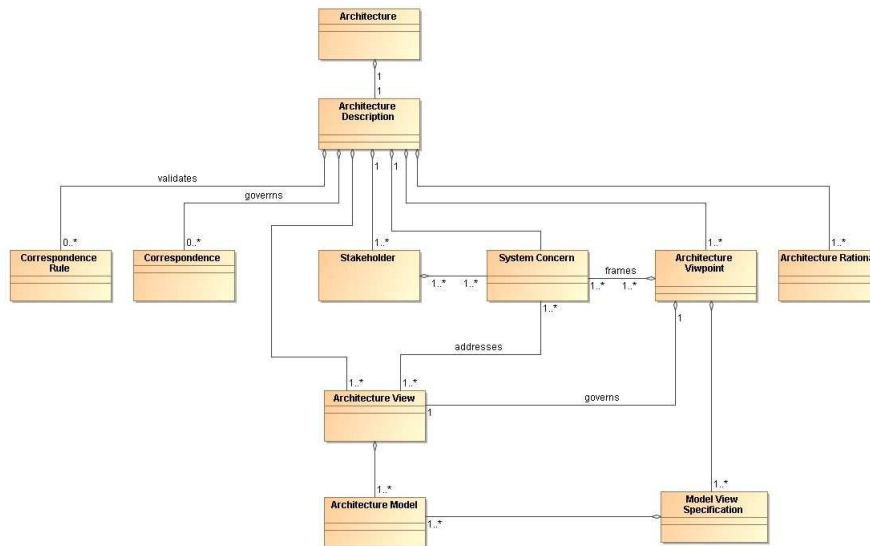 Architecture
1
1
Architecture
Description
1
1
validates
goverrns
0..*
0..*
1..*
1..*
1..*
Correspondence
Rule
Correspondence
Stakeholder
System Concern
frames
Architecture
Viwpoint
Architecture Rationa
1..*
1..*
1..*
1..*
1..*
1
addresses
1..*
1..*
governs
Architecture View
1
1..*
1..*
Architecture Model
1..*
Model View
Specification